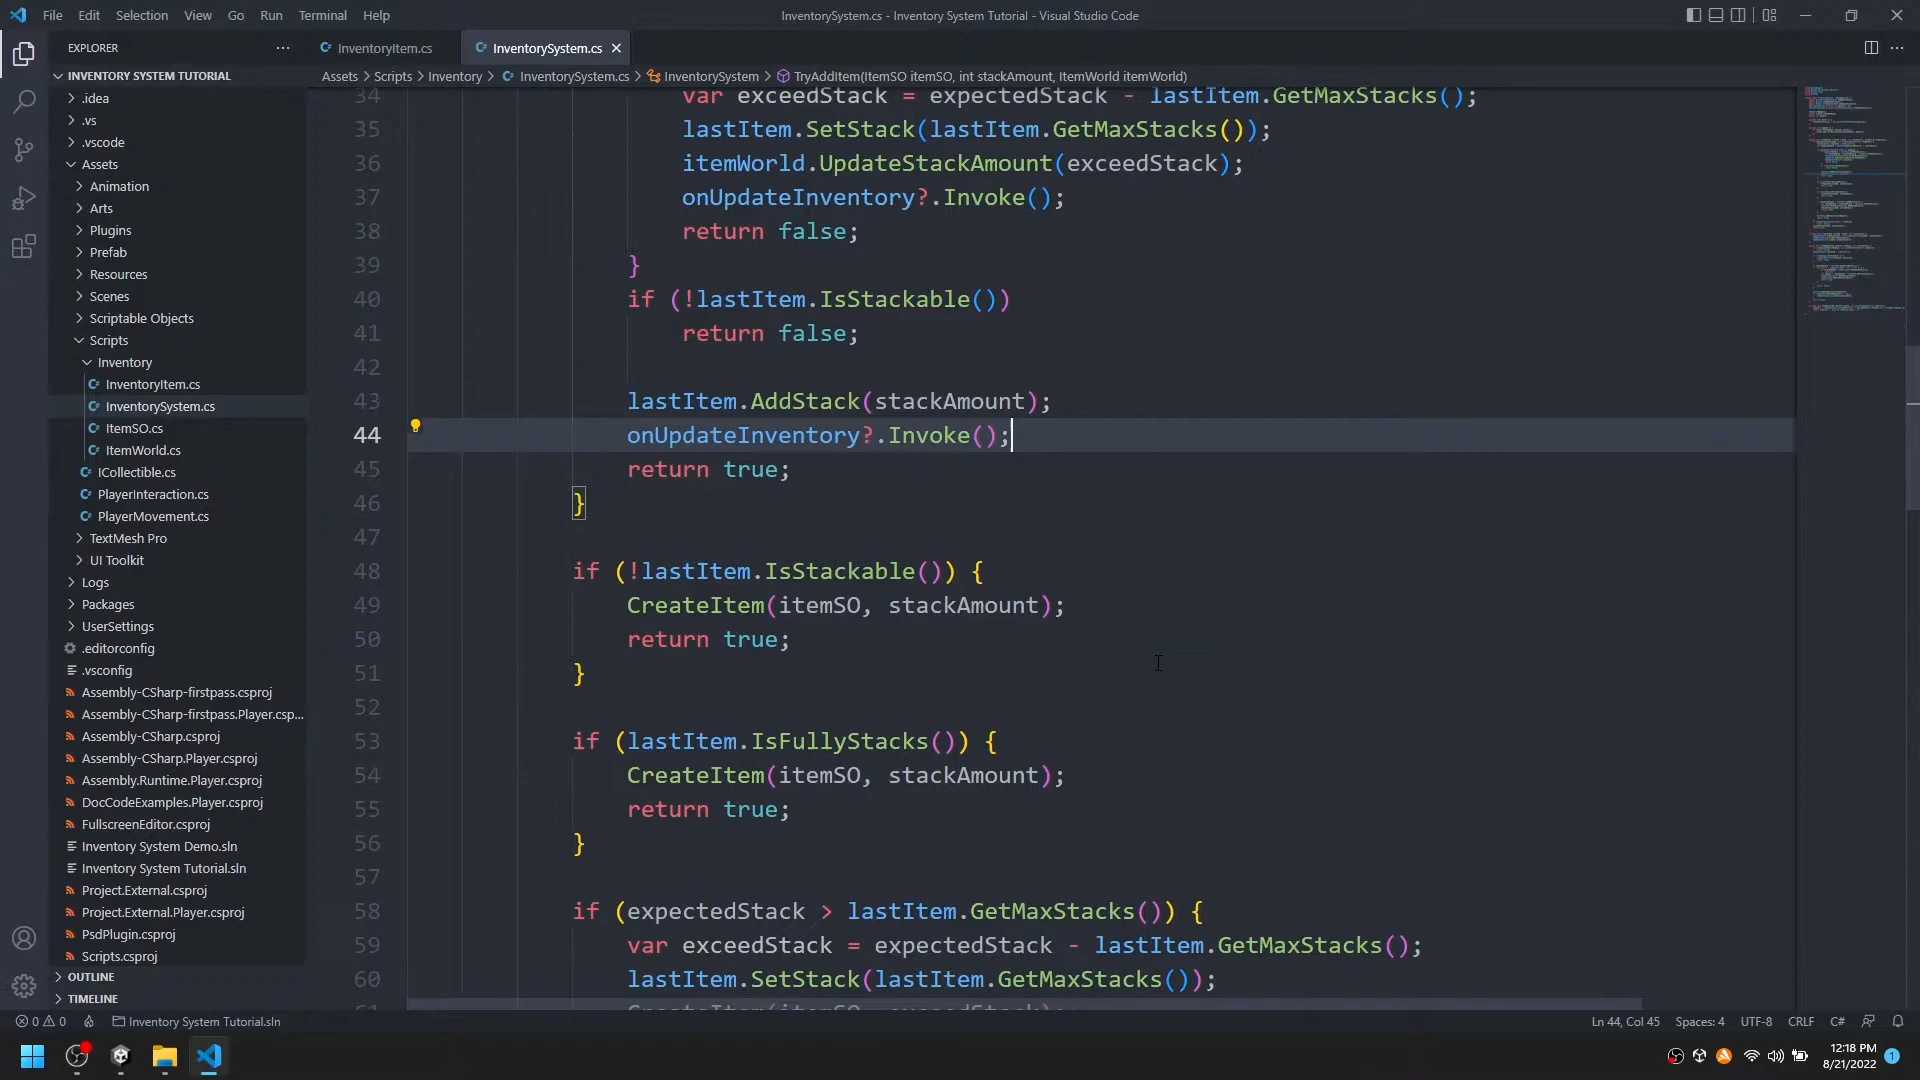 File Edit Selection View Go Run Terminal Help
InventorySystem.cs - Inventory System Tutorial - Visual Studio Code
EXPLORER
InventoryItem.cs
InventorySystem.cs
INVENTORY SYSTEM TUTORIAL
Assets > Scripts > Inventory > InventorySystem.cs > InventorySystem > TryAddItem(ItemSO itemSO, int stackAmount, ItemWorld itemWorld)
.idea
.vs
.vscode
Assets
Animation
Arts
Plugins
Prefab
Resources
Scenes
Scriptable Objects
Scripts
Inventory
InventoryItem.cs
InventorySystem.cs
ItemSO.cs
ItemWorld.cs
ICollectible.cs
PlayerInteraction.cs
PlayerMovement.cs
TextMesh Pro
UI Toolkit
Logs
Packages
UserSettings
.editorconfig
.vsconfig
Assembly-CSharp-firstpass.csproj
Assembly-CSharp-firstpass.Player.csp...
Assembly-CSharp.csproj
Assembly-CSharp.Player.csproj
Assembly.Runtime.Player.csproj
DocCodeExamples.Player.csproj
FullscreenEditor.csproj
Inventory System Demo.sln
Inventory System Tutorial.sln
Project.External.csproj
Project.External.Player.csproj
PsdPlugin.csproj
Scripts.csproj
OUTLINE
TIMELINE
34 var exceedStack = expectedStack - lastItem.GetMaxStacks();
35 lastItem.SetStack(lastItem.GetMaxStacks());
36 itemWorld.UpdateStackAmount(exceedStack);
37 onUpdateInventory?.Invoke();
38 return false;
39 }
40 if (!lastItem.IsStackable())
41 return false;
42
43 lastItem.AddStack(stackAmount);
44 onUpdateInventory?.Invoke();
45 return true;
46 }
47
48 if (!lastItem.IsStackable()) {
49 CreateItem(itemSO, stackAmount);
50 return true;
51 }
52
53 if (lastItem.IsFullyStacks()) {
54 CreateItem(itemSO, stackAmount);
55 return true;
56 }
57
58 if (expectedStack > lastItem.GetMaxStacks()) {
59 var exceedStack = expectedStack - lastItem.GetMaxStacks();
60 lastItem.SetStack(lastItem.GetMaxStacks());
61 CreateItem(itemSO, exceedStack);
0 0 Inventory System Tutorial.sln
Ln 44, Col 45 Spaces: 4 UTF-8 CRLF C#
12:18 PM
8/21/2022
1